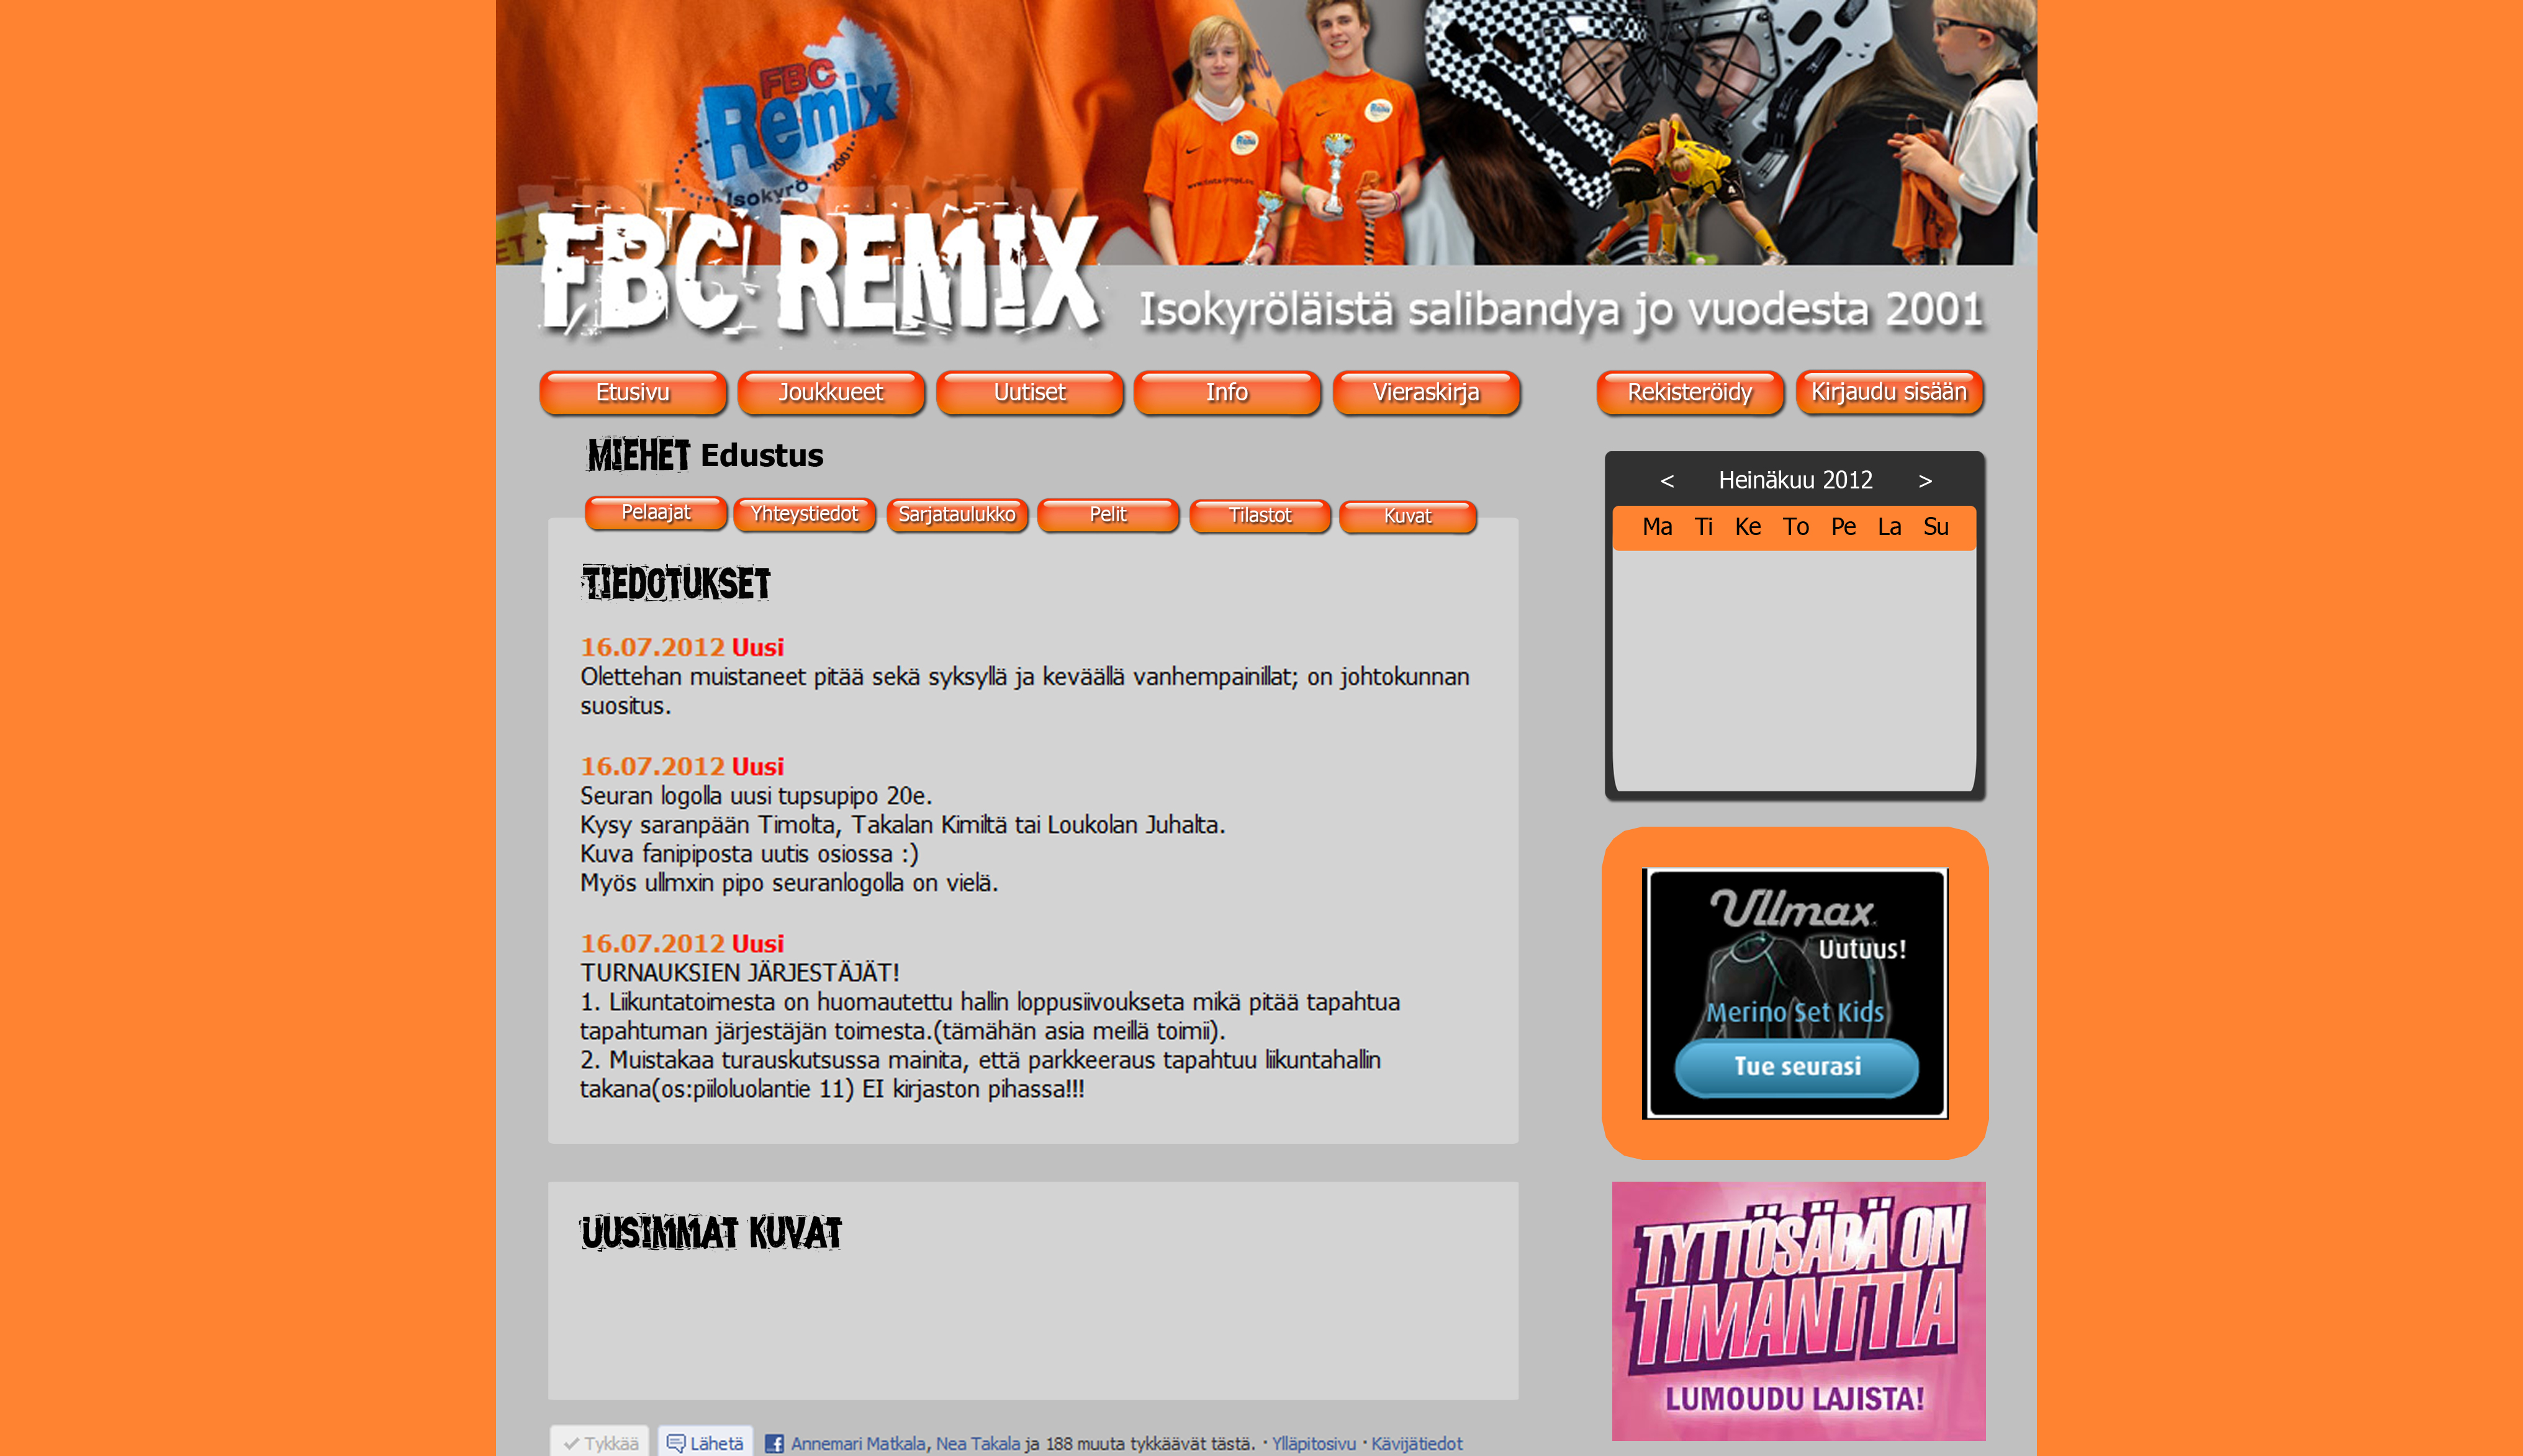 FBC
Remix
Isokyrö ..2001.
FBC REMIX
Isokyröläistä salibandya jo vuodesta 2001
Etusivu Joukkueet Uutiset Info Vieraskirja Rekisteröidy Kirjaudu sisään
MIEHET Edustus
Pelaajat Yhteystiedot Sarjataulukko Pelit Tilastot Kuvat
TIEDOTUKSET
16.07.2012 Uusi
Olettehan muistaneet pitää sekä syksyllä ja keväällä vanhempainillat; on johtokunnan
suositus.
16.07.2012 Uusi
Seuran logolla uusi tupsupipo 20e.
Kysy saranpään Timolta, Takalan Kimiltä tai Loukolan Juhalta.
Kuva fanipiposta uutis osiossa :)
Myös ullmxin pipo seuranlogolla on vielä.
16.07.2012 Uusi
TURNAUKSIEN JÄRJESTÄJÄT!
1. Liikuntatoimesta on huomautettu hallin loppusiivoukseta mikä pitää tapahtua
tapahtuman järjestäjän toimesta.(tämähän asia meillä toimii).
2. Muistakaa turauskutsussa mainita, että parkkeeraus tapahtuu liikuntahallin
takana(os:piiloluolantie 11) EI kirjaston pihassa!!!
UUSIMMAT KUVAT
Tykkää Lähetä Annemari Matkala, Nea Takala ja 188 muuta tykkäävät tästä. · Ylläpitosivu · Kävijätiedot
< Heinäkuu 2012 >
Ma Ti Ke To Pe La Su
Ullmax
Uutuus!
Merino Set Kids
Tue seurasi
TYTTÖSÄBÄ ON
TIMANTTIA
LUMOUDU LAJISTA!